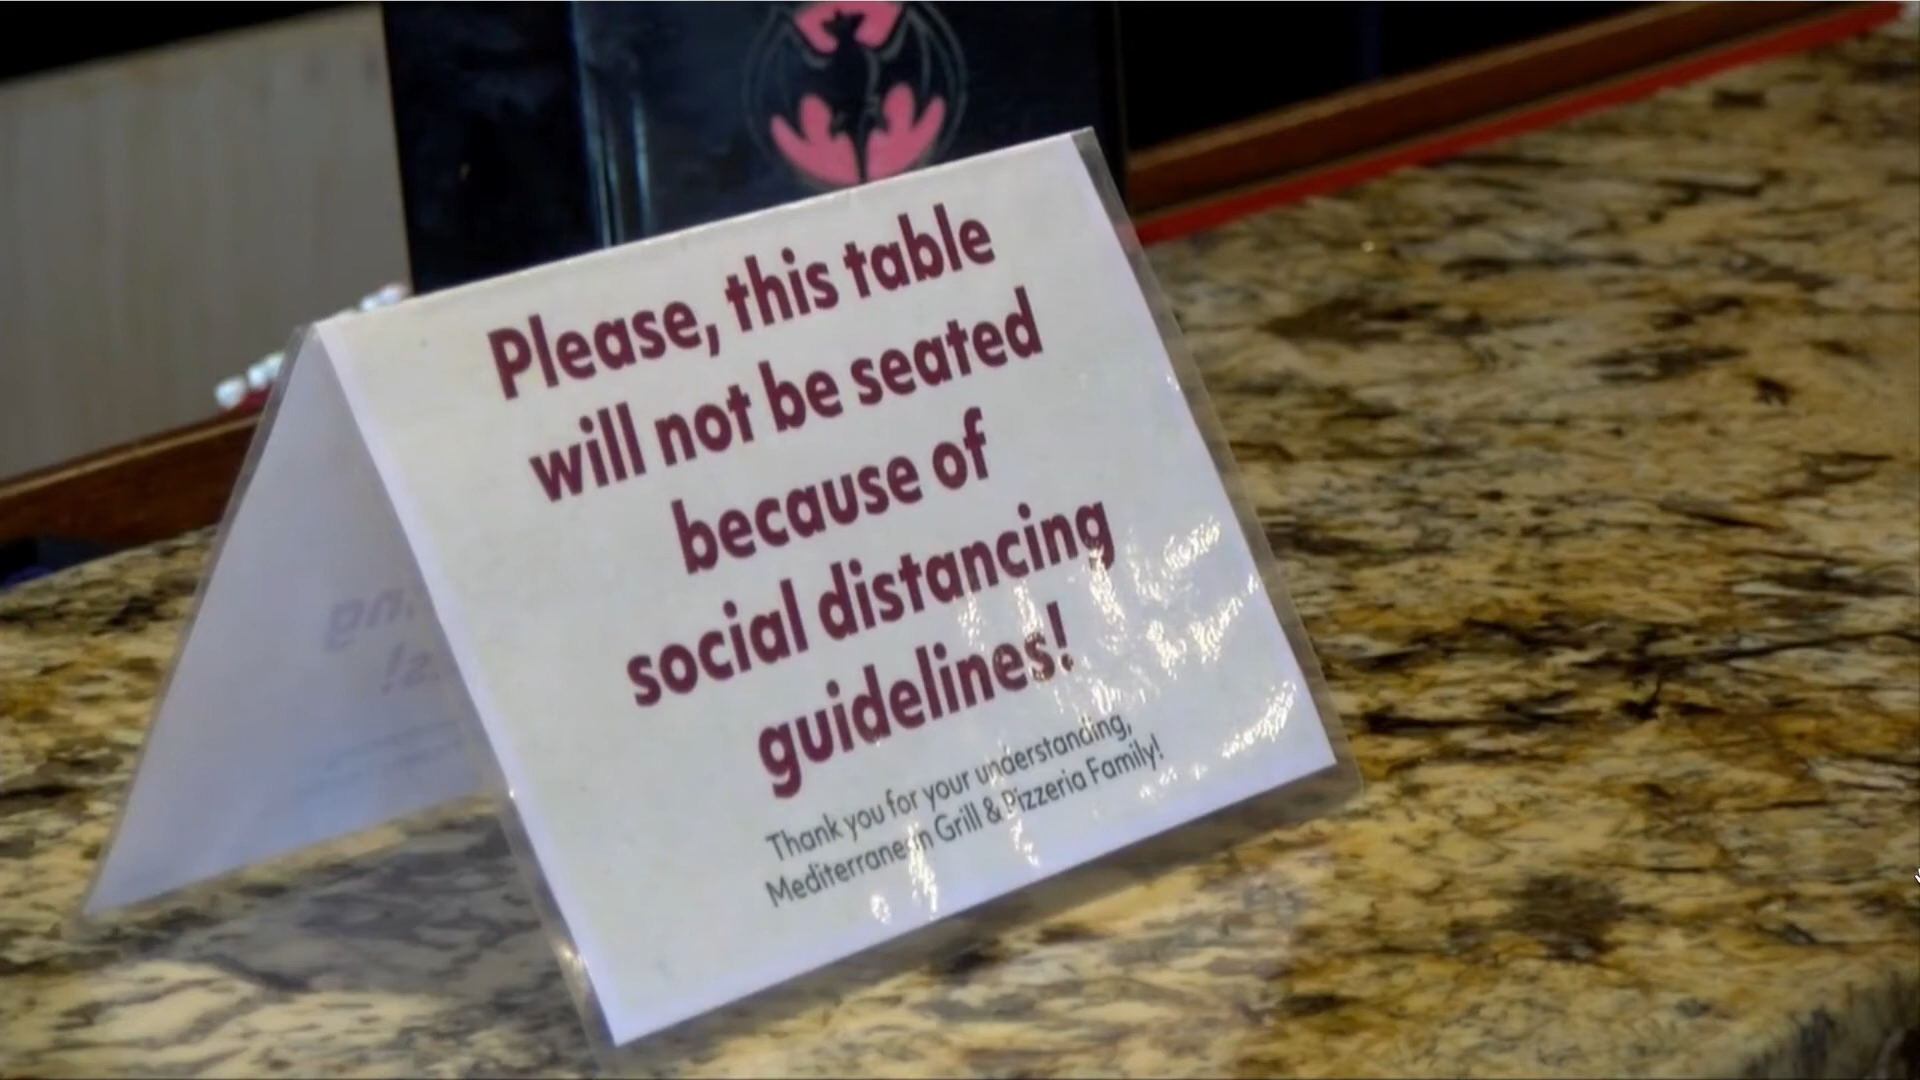 Please, this table
will not be seated
because of
social distancing
guidelines!
Thank you for your understanding,
Mediterranean Grill & Pizzeria Family!